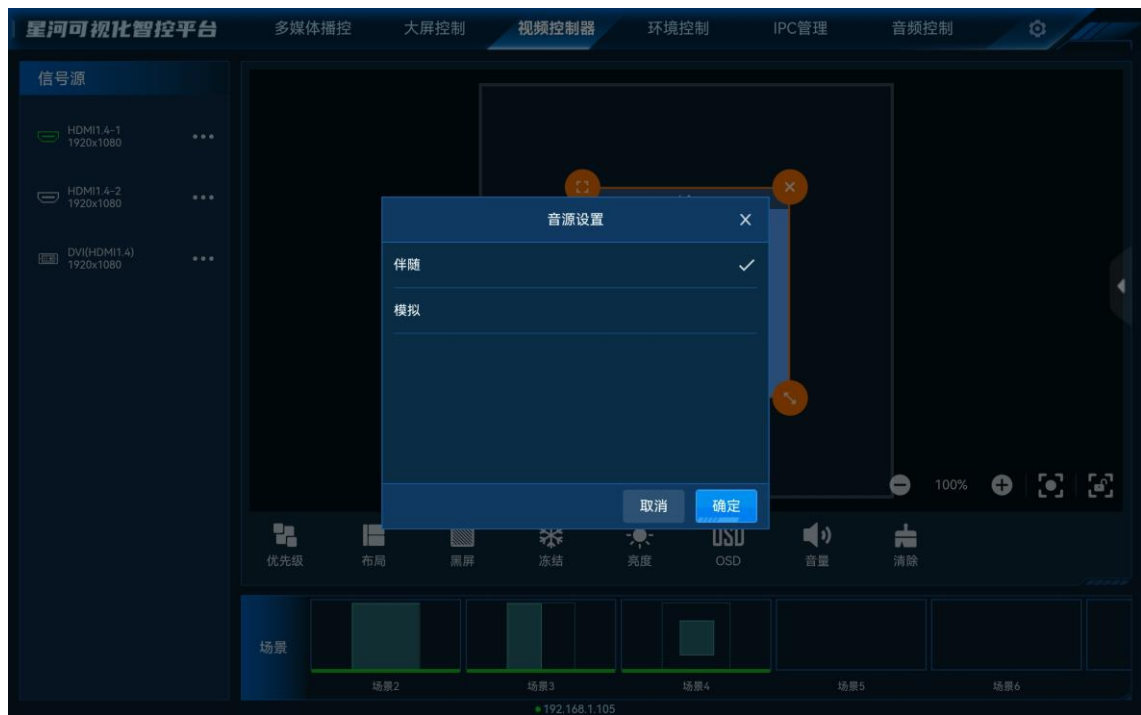 星河可视化智控平台
多媒体播控
大屏控制
视频控制器
环境控制
IPC管理
音频控制
信号源
HDMI1.4-1
1920x1080
HDMI1.4-2
1920x1080
DVI(HDMI1.4)
1920x1080
音源设置
伴随
模拟
取消
确定
100%
优先级
布局
黑屏
冻结
亮度
OSD
OSD
音量
清除
场景
场景2
场景3
场景4
场景5
场景6
192.168.1.105